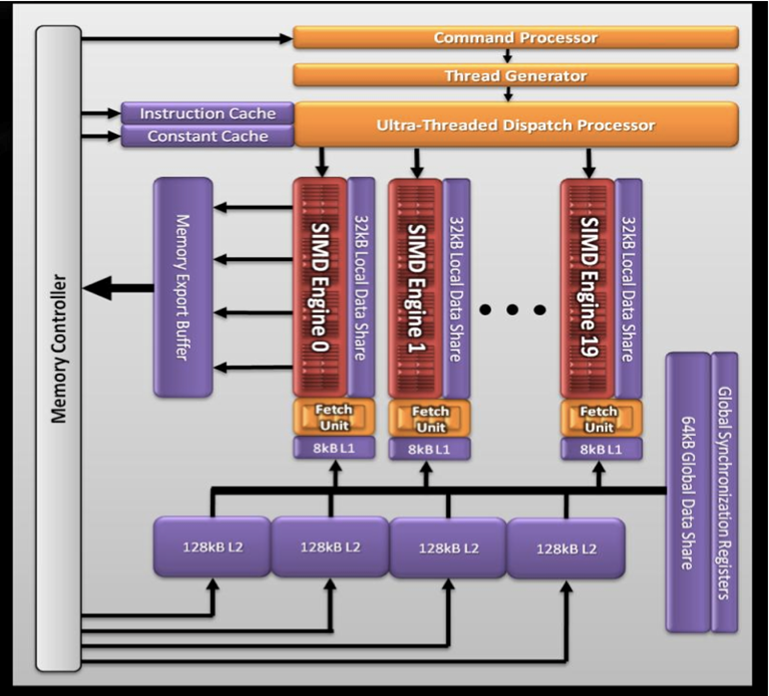 Command Processor
Thread Generator
Instruction Cache
Constant Cache
Ultra-Threaded Dispatch Processor
Memory Controller
Memory Export Buffer
SIMD Engine 0
32kB Local Data Share
SIMD Engine 1
32kB Local Data Share
SIMD Engine 19
32kB Local Data Share
Fetch
Unit
8kB L1
Fetch
Unit
8kB L1
Fetch
Unit
8kB L1
64kB Global Data Share
Global Synchronization Registers
128kB L2
128kB L2
128kB L2
128kB L2